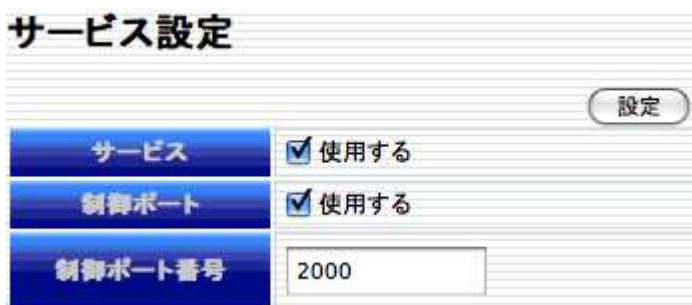 サービス設定
設定
サービス 使用する
制御ポート 使用する
制御ポート番号 2000